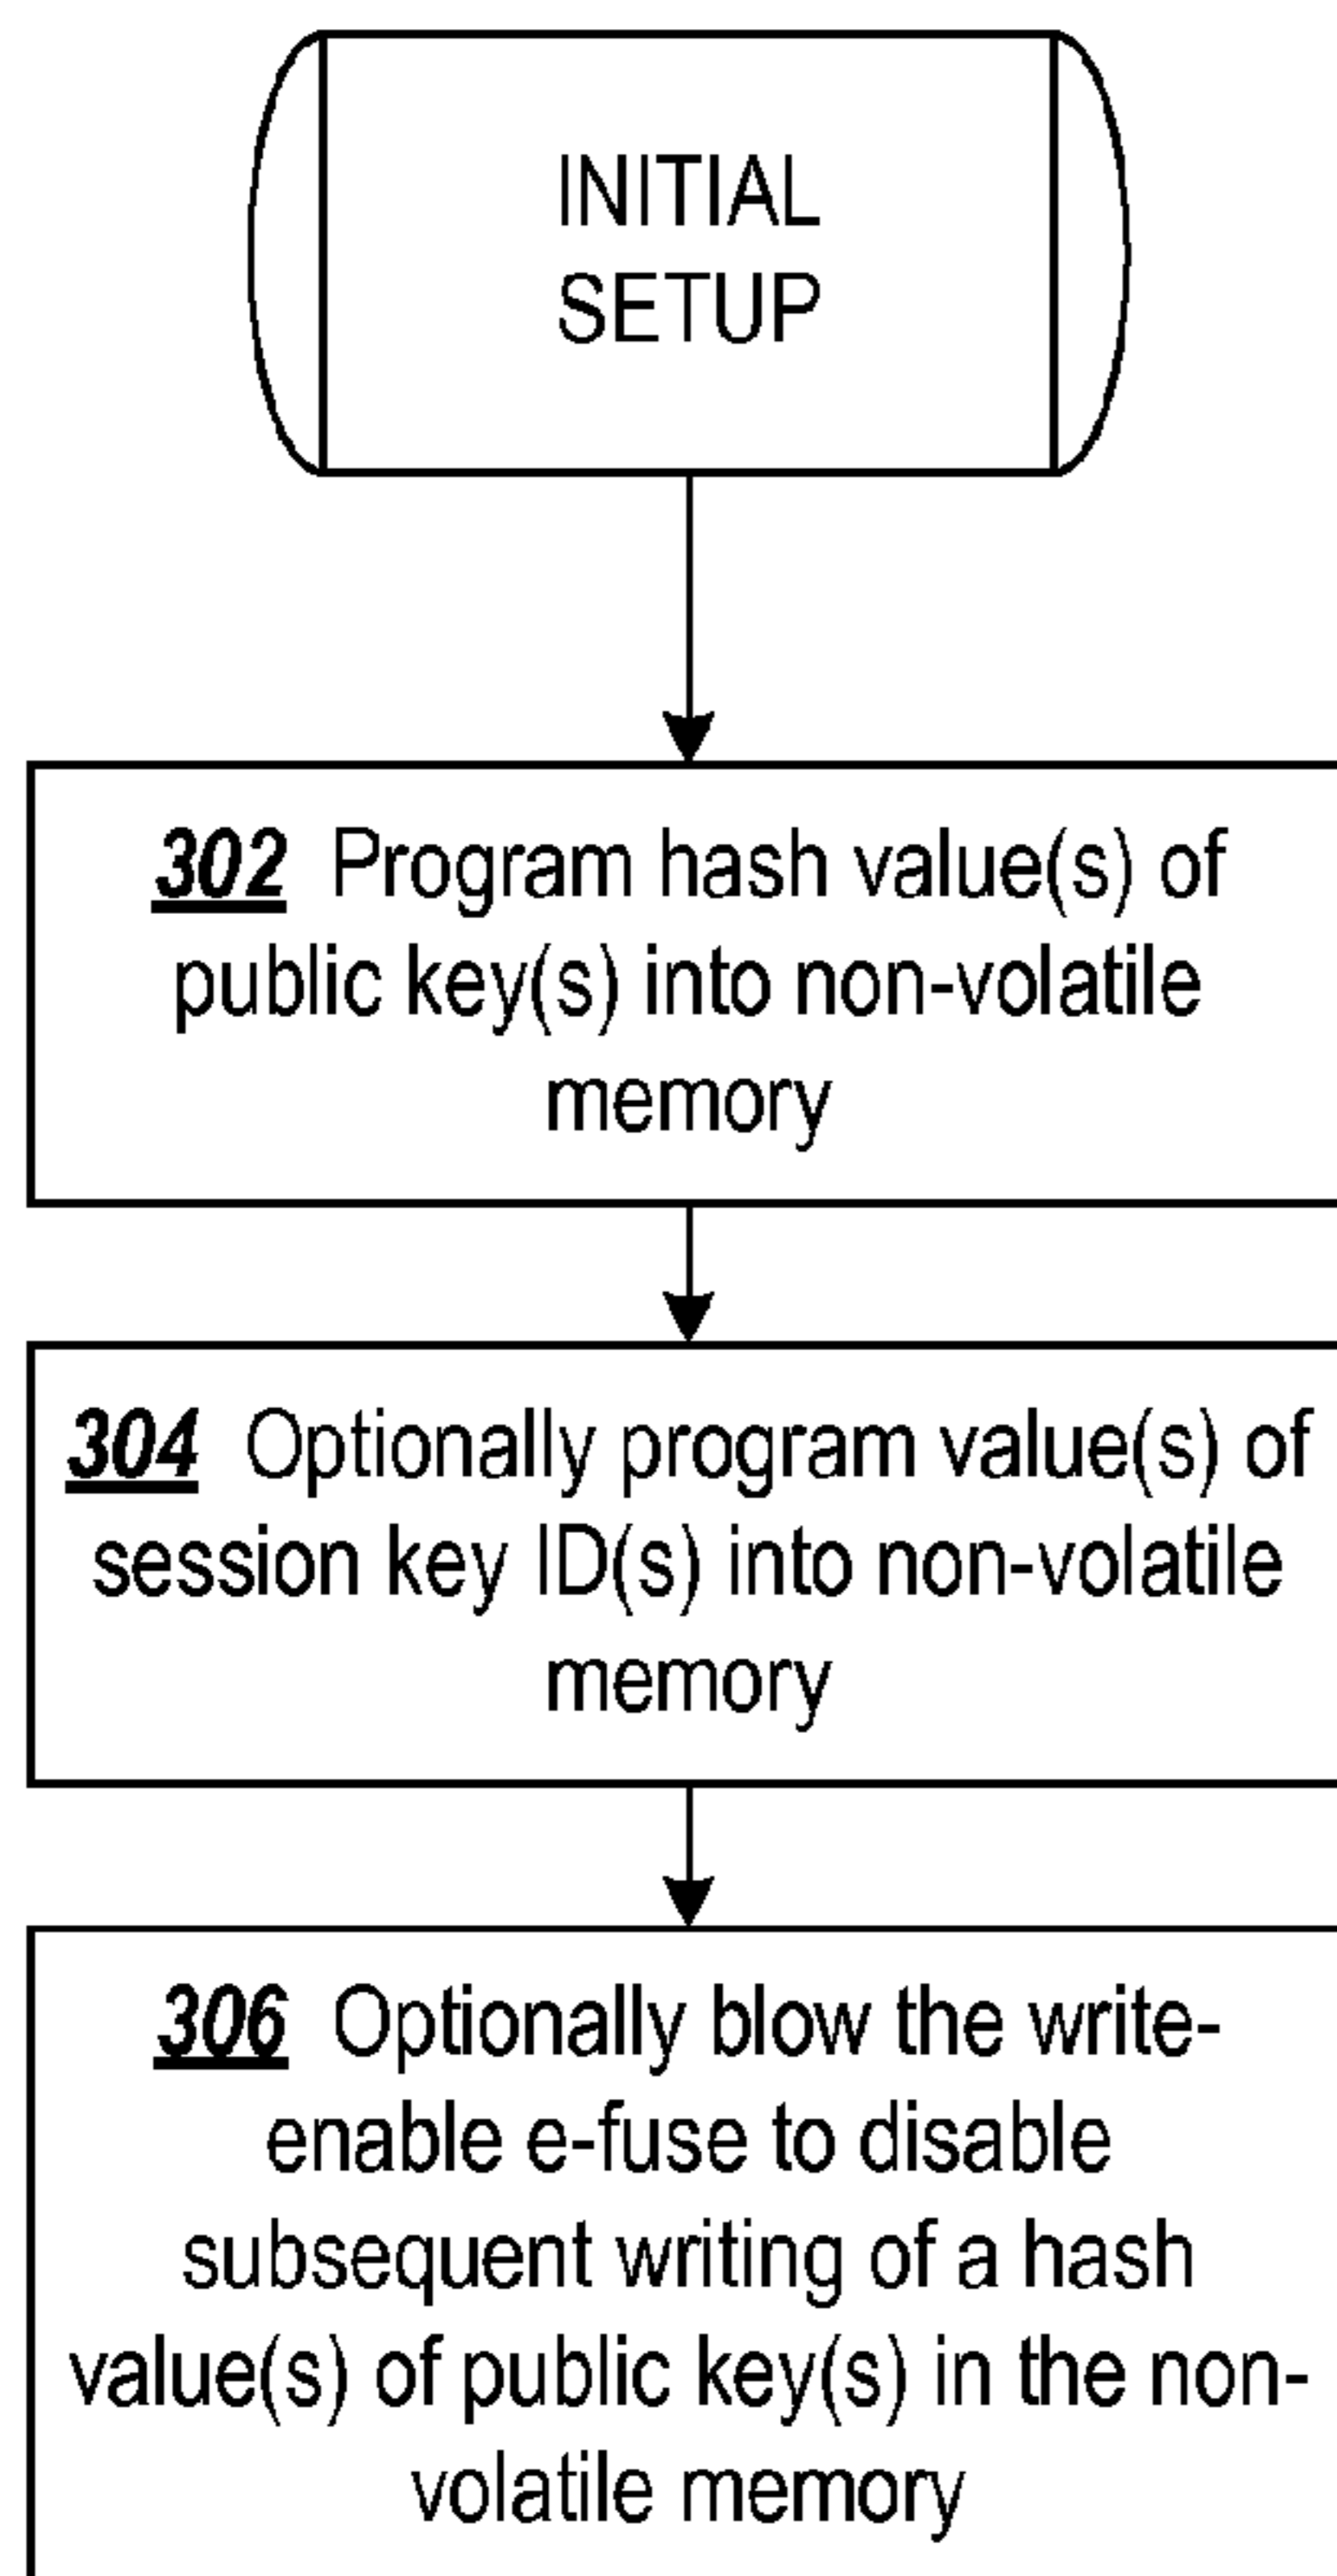 INITIAL
SETUP
302 Program hash value(s) of
public key(s) into non-volatile
memory
304 Optionally program value(s) of
session key ID(s) into non-volatile
memory
306 Optionally blow the write-
enable e-fuse to disable
subsequent writing of a hash
value(s) of public key(s) in the non-
volatile memory